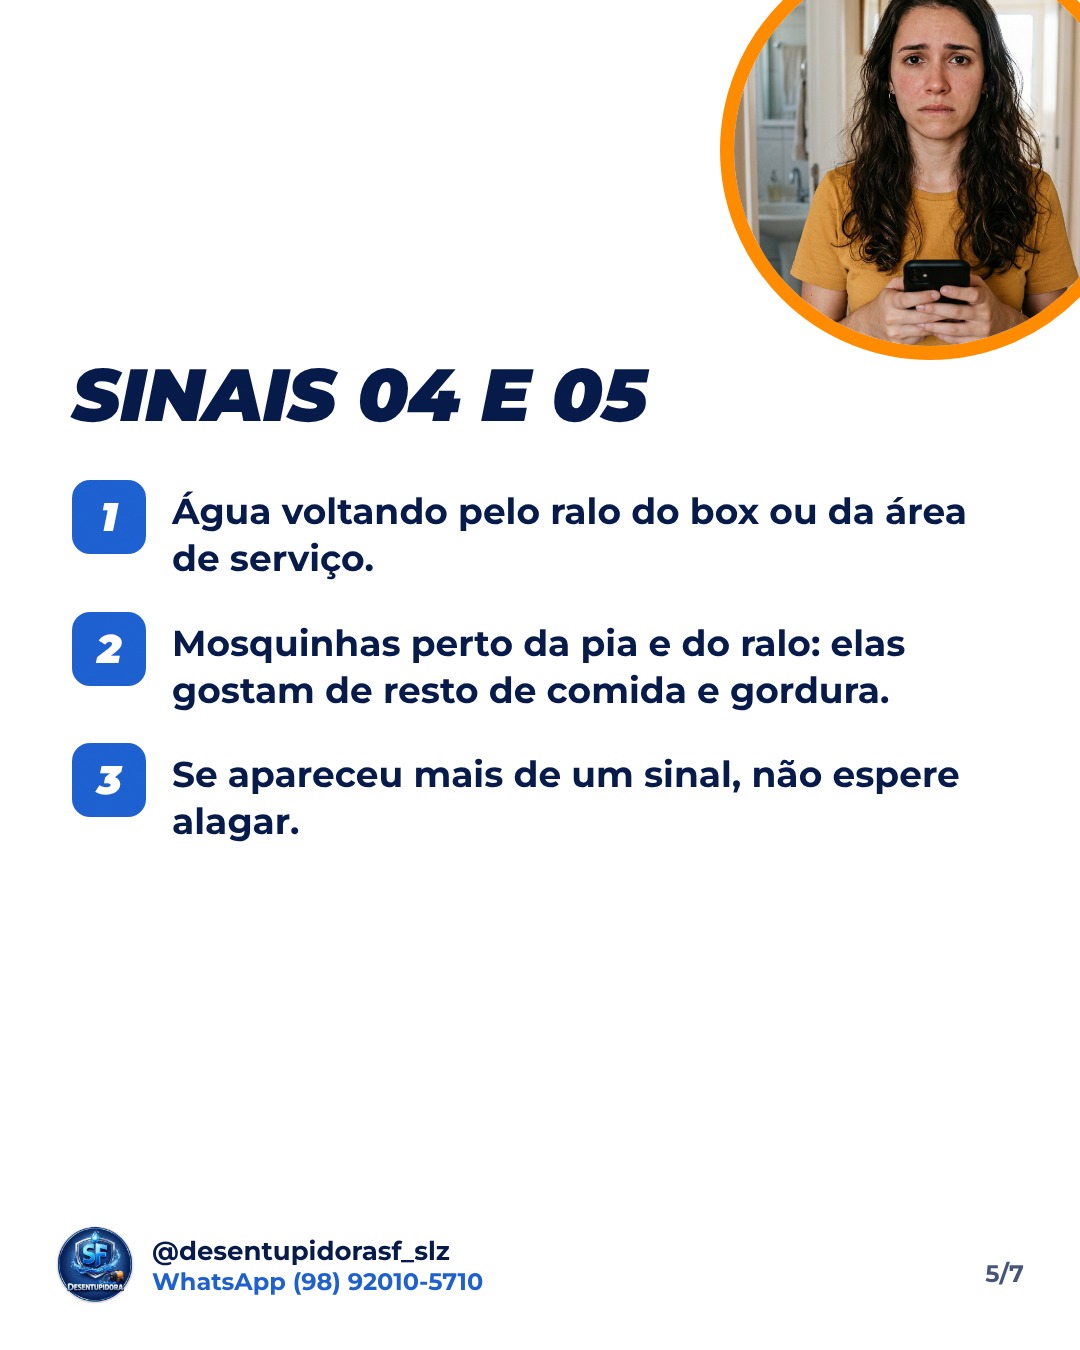 SINAIS 04 E 05
1
Água voltando pelo ralo do box ou da área
de serviço.
2
Mosquinhas perto da pia e do ralo: elas
gostam de resto de comida e gordura.
3
Se apareceu mais de um sinal, não espere
alagar.
SF
DESENTUPIDORA
@desentupidorasf_slz
WhatsApp (98) 92010-5710
5/7